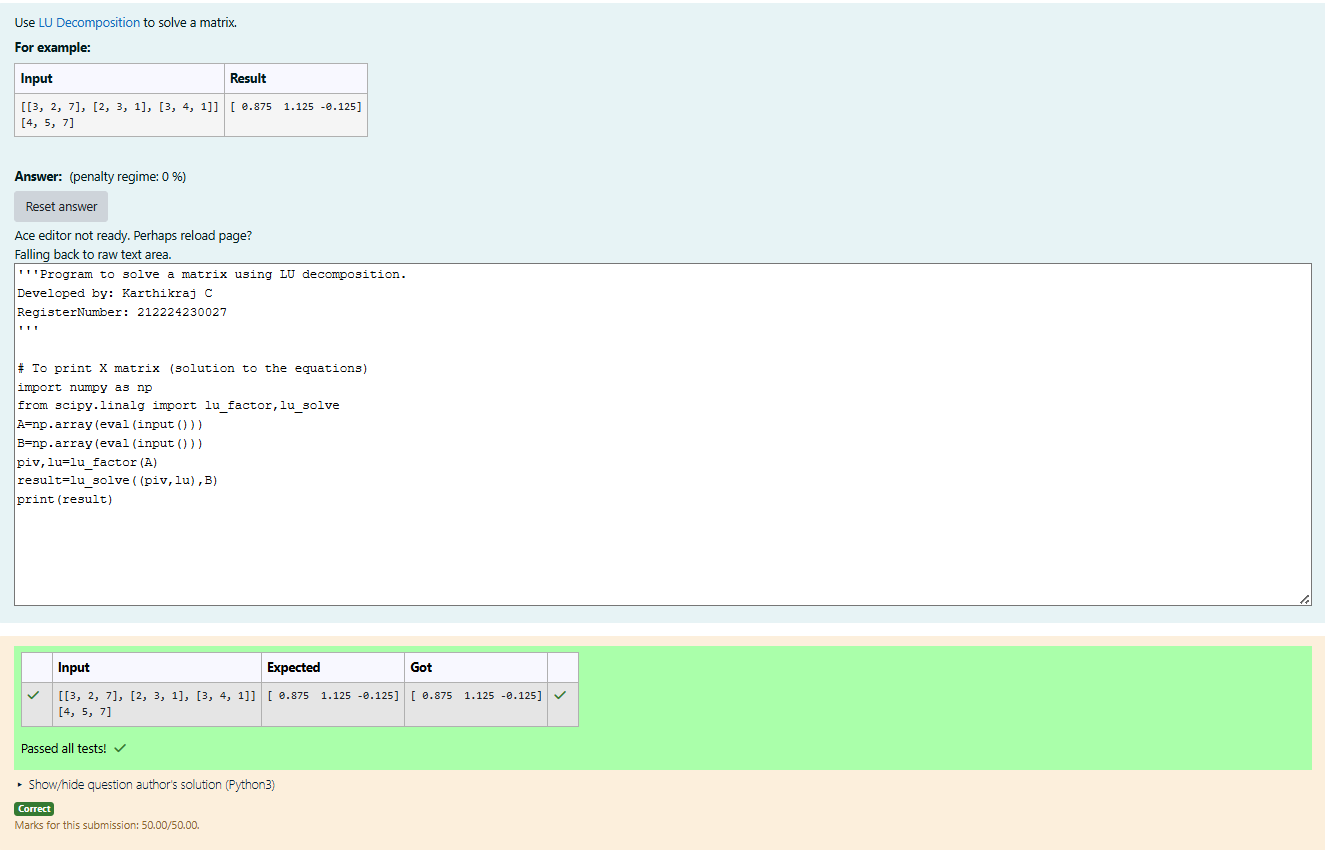 Use LU Decomposition to solve a matrix.
For example:
Input Result
[[3, 2, 7], [2, 3, 1], [3, 4, 1]] [ 0.875  1.125 -0.125]
[4, 5, 7]
Answer: (penalty regime: 0 %)
Reset answer
Ace editor not ready. Perhaps reload page?
Falling back to raw text area.
'''Program to solve a matrix using LU decomposition.
Developed by: Karthikraj C
RegisterNumber: 212224230027
'''
# To print X matrix (solution to the equations)
import numpy as np
from scipy.linalg import lu_factor,lu_solve
A=np.array(eval(input()))
B=np.array(eval(input()))
piv,lu=lu_factor(A)
result=lu_solve((piv,lu),B)
print(result)
Input Expected Got
[[3, 2, 7], [2, 3, 1], [3, 4, 1]] [ 0.875  1.125 -0.125] [ 0.875  1.125 -0.125]
[4, 5, 7]
Passed all tests!
Show/hide question author's solution (Python3)
Correct
Marks for this submission: 50.00/50.00.